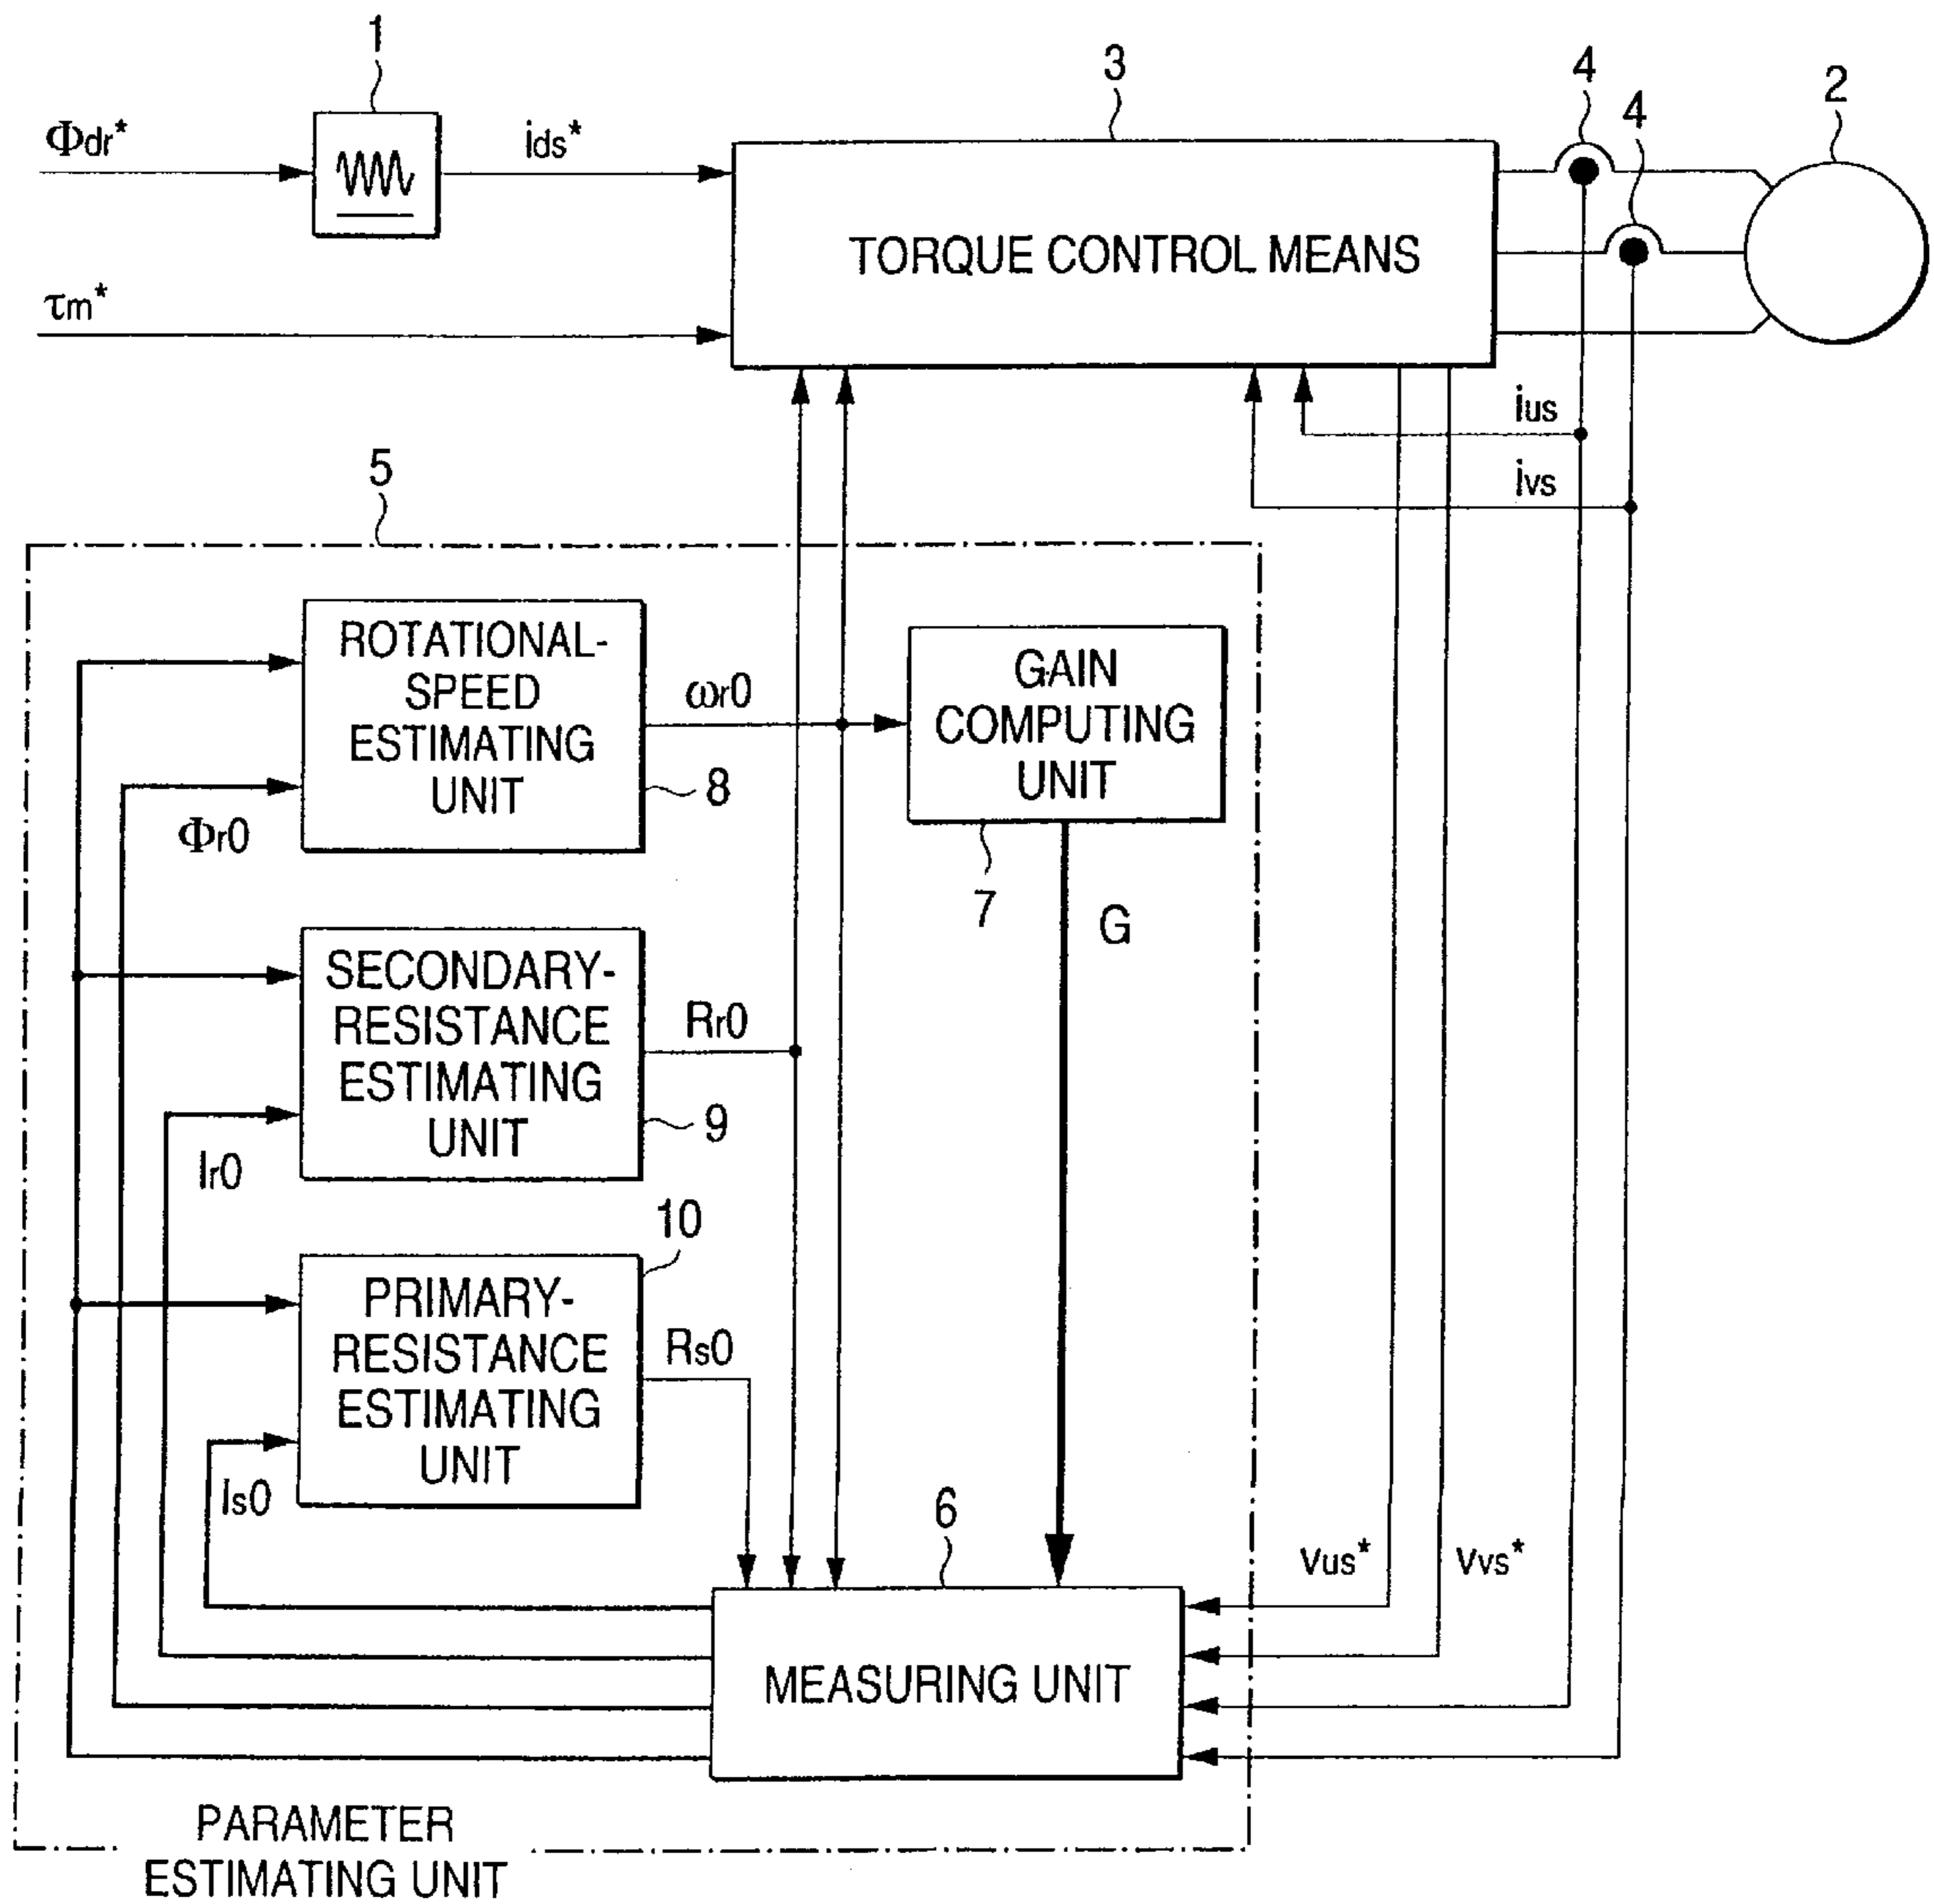 1
3
4
4
2
Φdr*
ids*
TORQUE CONTROL MEANS
τm*
ius
ivs
5
ROTATIONAL-
SPEED
ESTIMATING
UNIT
ωr0
8
Φr0
GAIN
COMPUTING
UNIT
7
G
SECONDARY-
RESISTANCE
ESTIMATING
UNIT
Rr0
9
Ir0
10
PRIMARY-
RESISTANCE
ESTIMATING
UNIT
Rs0
Is0
6
Vus*
Vvs*
MEASURING UNIT
PARAMETER
ESTIMATING UNIT